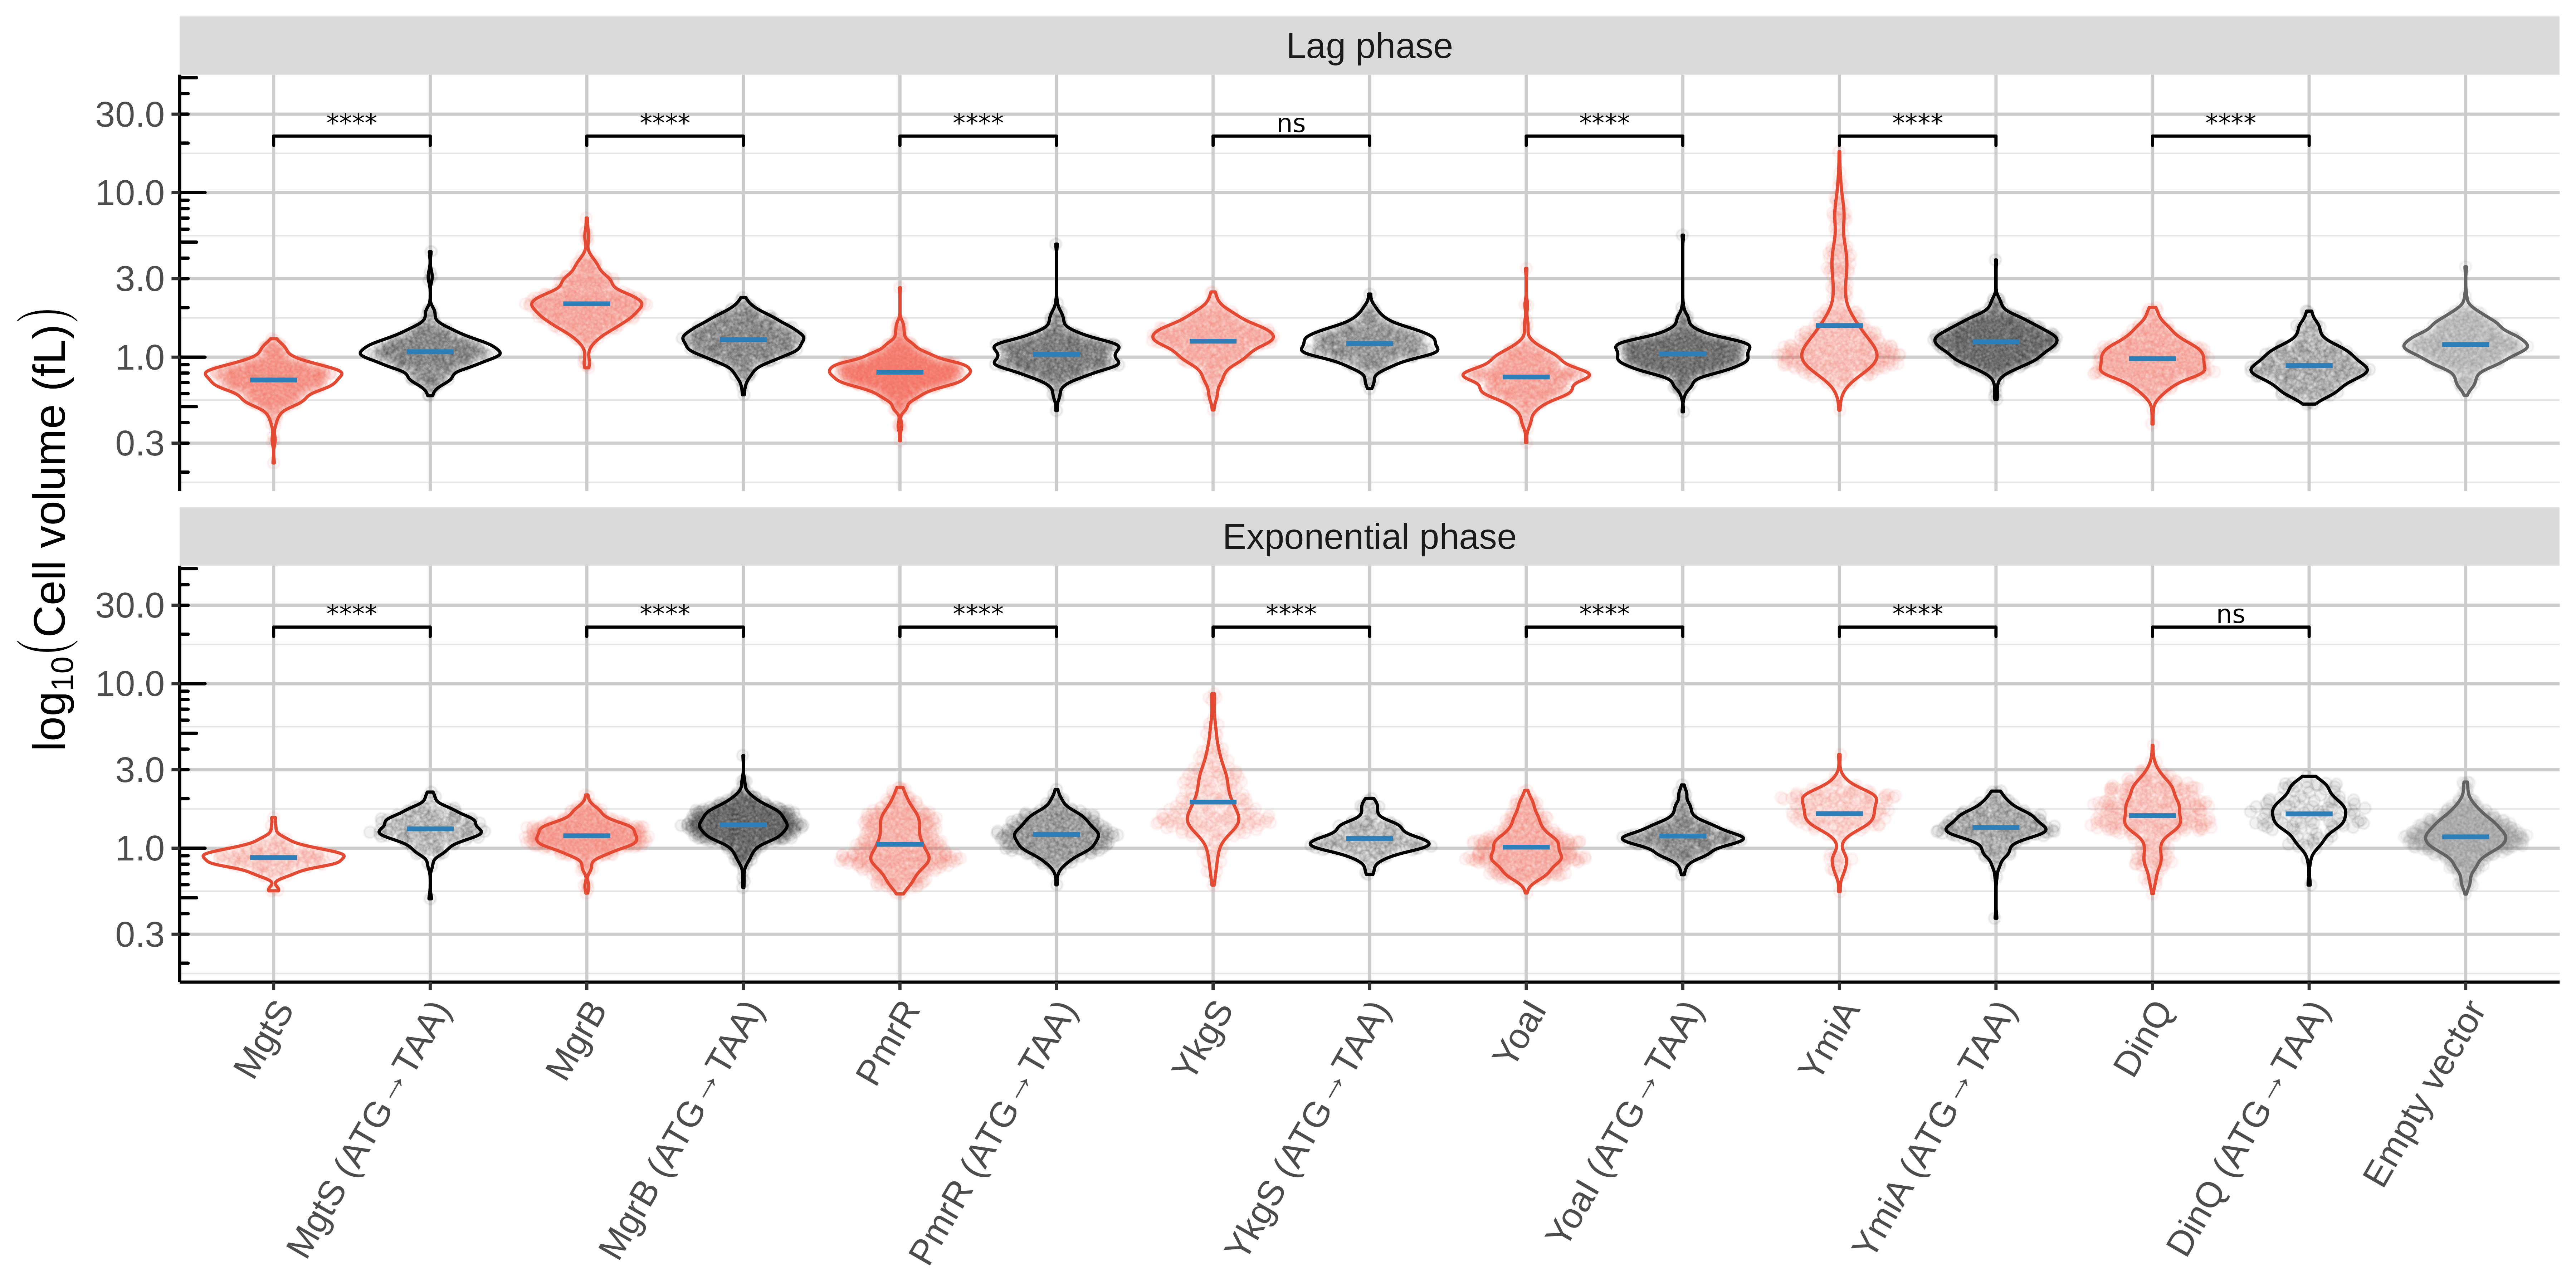 Lag phase
log10(Cell volume (fL))
30.0
10.0
3.0
1.0
0.3
**** **** **** ns **** **** ****
Exponential phase
30.0
10.0
3.0
1.0
0.3
**** **** **** **** **** **** ns
MgtS
MgtS (ATG→TAA)
MgrB
MgrB (ATG→TAA)
PmrR
PmrR (ATG→TAA)
YkgS
YkgS (ATG→TAA)
YoaI
YoaI (ATG→TAA)
YmiA
YmiA (ATG→TAA)
DinQ
DinQ (ATG→TAA)
Empty vector